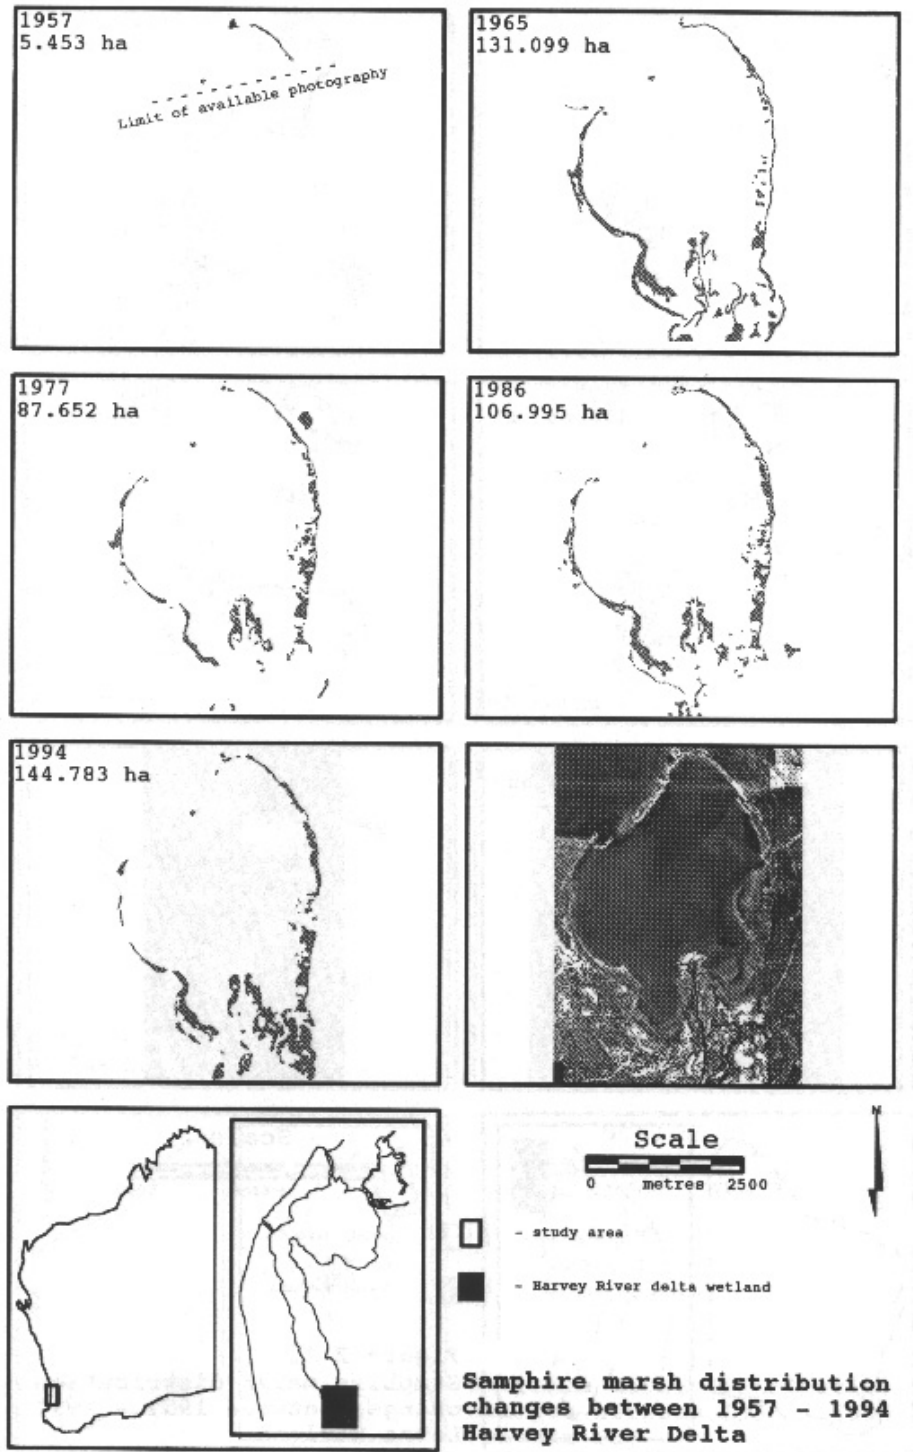 1957
5.453 ha
Limit of available photography
1965
131.099 ha
1977
87.652 ha
1986
106.995 ha
1994
144.783 ha
N
Scale
0 metres 2500
- study area
- Harvey River delta wetland
Samphire marsh distribution
changes between 1957 - 1994
Harvey River Delta